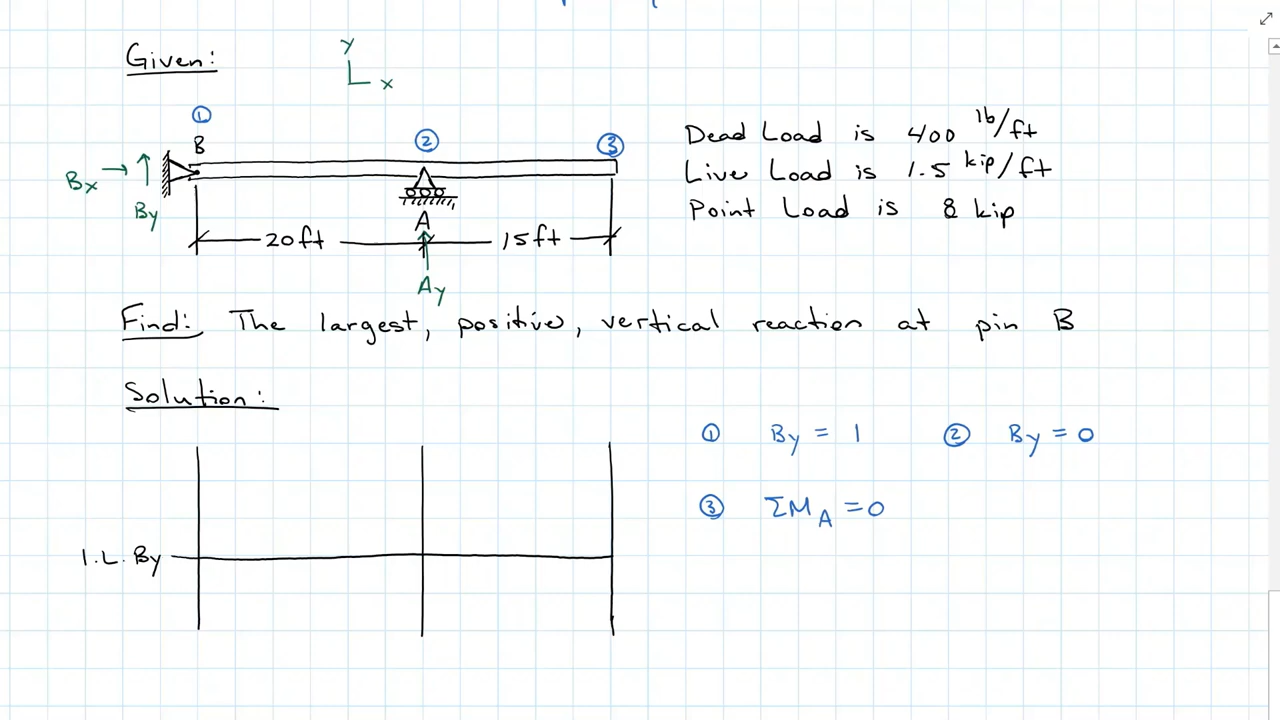 Given:
y
x
①
B
②
③
Bx
By
A
20ft
15ft
Ay
Dead Load is 400 lb/ft
Live Load is 1.5 kip/ft
Point Load is 8 kip
Find: The largest, positive, vertical reaction at pin B
Solution:
① By = 1 ② By = 0
③ ΣMA = 0
I.L. By